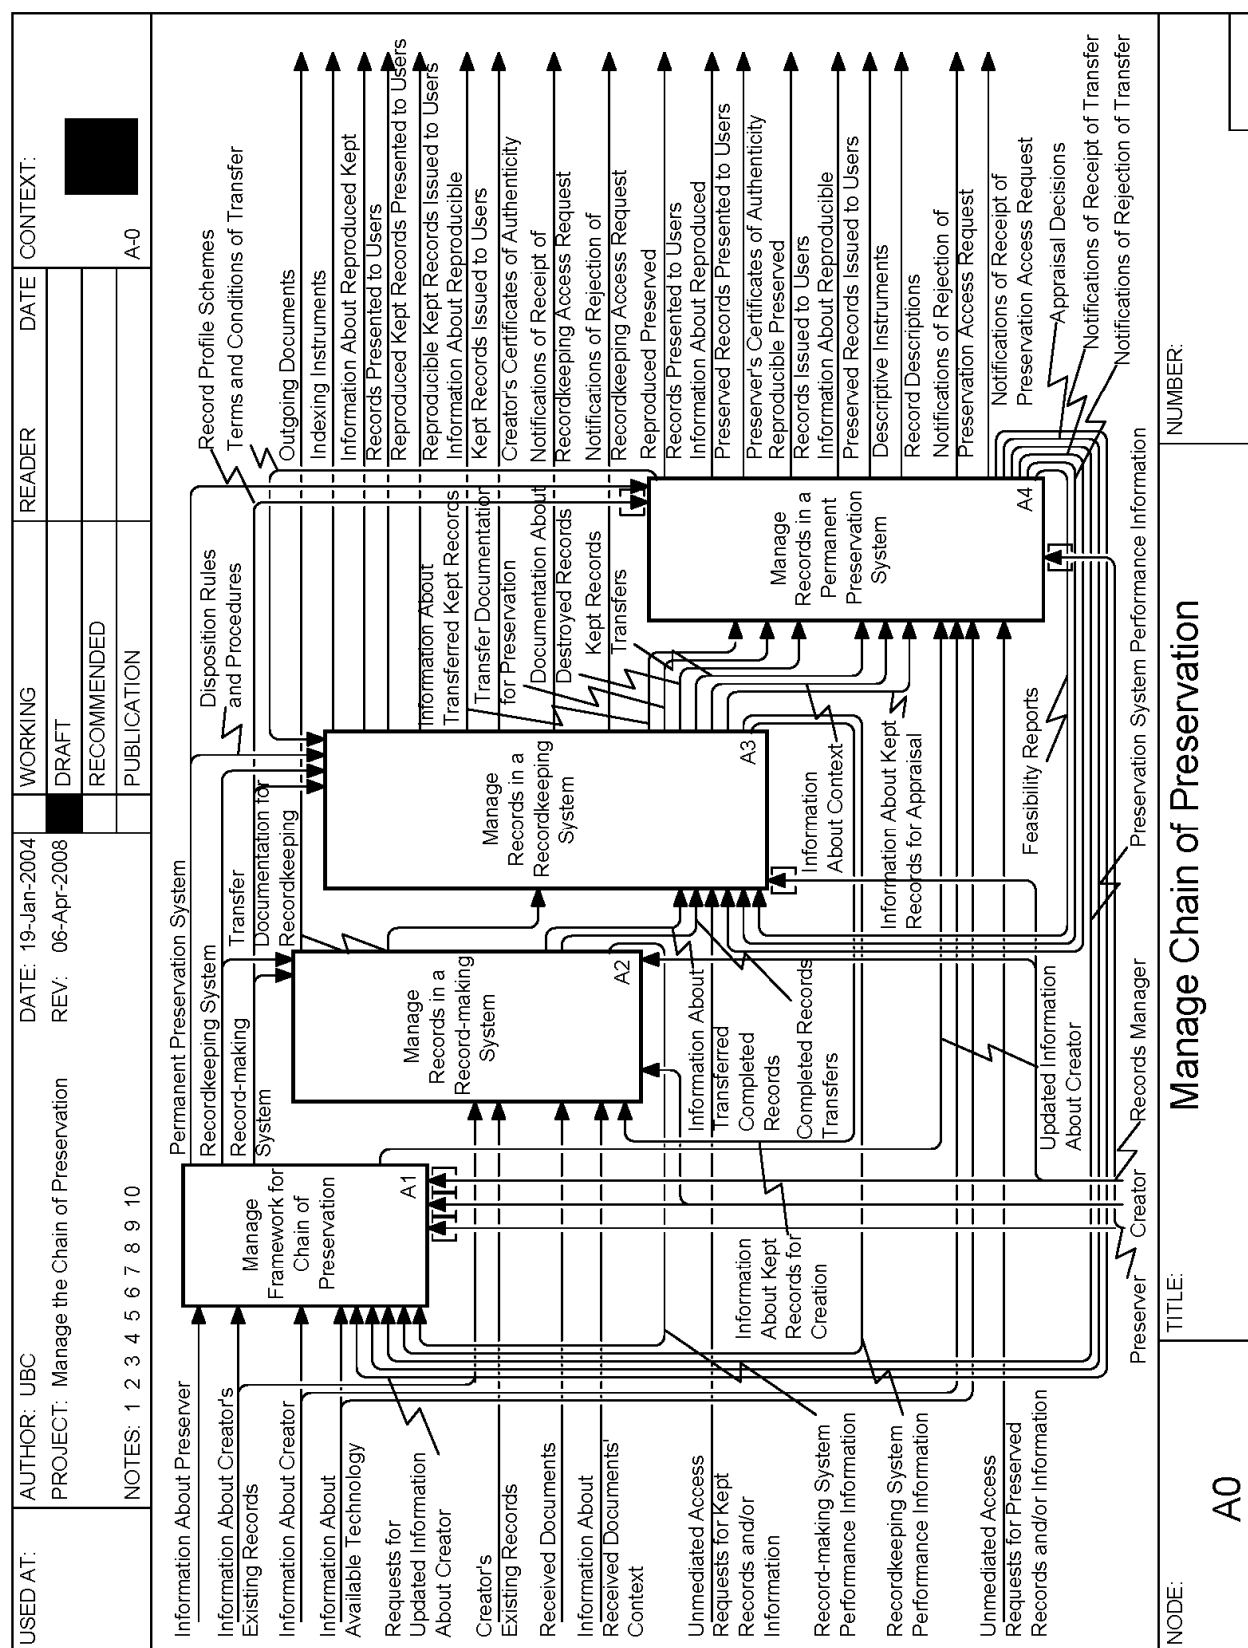 USED AT:
AUTHOR: UBC
PROJECT: Manage the Chain of Preservation
NOTES: 1 2 3 4 5 6 7 8 9 10
DATE: 19-Jan-2004
REV: 06-Apr-2008
WORKING
DRAFT
RECOMMENDED
PUBLICATION
READER
DATE
CONTEXT:
A-0
Information About Preserver
Information About Creator's
Existing Records
Information About Creator
Information About
Available Technology
Requests for
Updated Information
About Creator
Creator's
Existing Records
Received Documents
Information About
Received Documents'
Context
Unmediated Access
Requests for Kept
Records and/or
Information
Record-making System
Performance Information
Recordkeeping System
Performance Information
Unmediated Access
Requests for Preserved
Records and/or Information
Manage
Framework for
Chain of
Preservation
A1
Permanent Preservation System
Recordkeeping System
Record-making
System
Transfer
Documentation for
Recordkeeping
Manage
Records in a
Record-making
System
A2
Information
About Kept
Records for
Creation
Information About
Transferred
Completed
Records
Completed Records
Transfers
Updated Information
About Creator
Disposition Rules
and Procedures
Manage
Records in a
Recordkeeping
System
A3
Information
About Context
Information About Kept
Records for Appraisal
Feasibility Reports
Information About
Transferred Kept Records
Transfer Documentation
for Preservation
Documentation About
Destroyed Records
Kept Records
Transfers
Record Profile Schemes
Terms and Conditions of Transfer
Manage
Records in a
Permanent
Preservation
System
A4
Outgoing Documents
Indexing Instruments
Information About Reproduced Kept
Records Presented to Users
Reproduced Kept Records Presented to Users
Reproducible Kept Records Issued to Users
Information About Reproducible
Kept Records Issued to Users
Creator's Certificates of Authenticity
Notifications of Receipt of
Recordkeeping Access Request
Notifications of Rejection of
Recordkeeping Access Request
Reproduced Preserved
Records Presented to Users
Information About Reproduced
Preserved Records Presented to Users
Preserver's Certificates of Authenticity
Reproducible Preserved
Records Issued to Users
Information About Reproducible
Preserved Records Issued to Users
Descriptive Instruments
Record Descriptions
Notifications of Rejection of
Preservation Access Request
Notifications of Receipt of
Preservation Access Request
Appraisal Decisions
Notifications of Receipt of Transfer
Notifications of Rejection of Transfer
Preservation System Performance Information
Preserver
Creator
Records Manager
NODE:
A0
TITLE:
Manage Chain of Preservation
NUMBER: